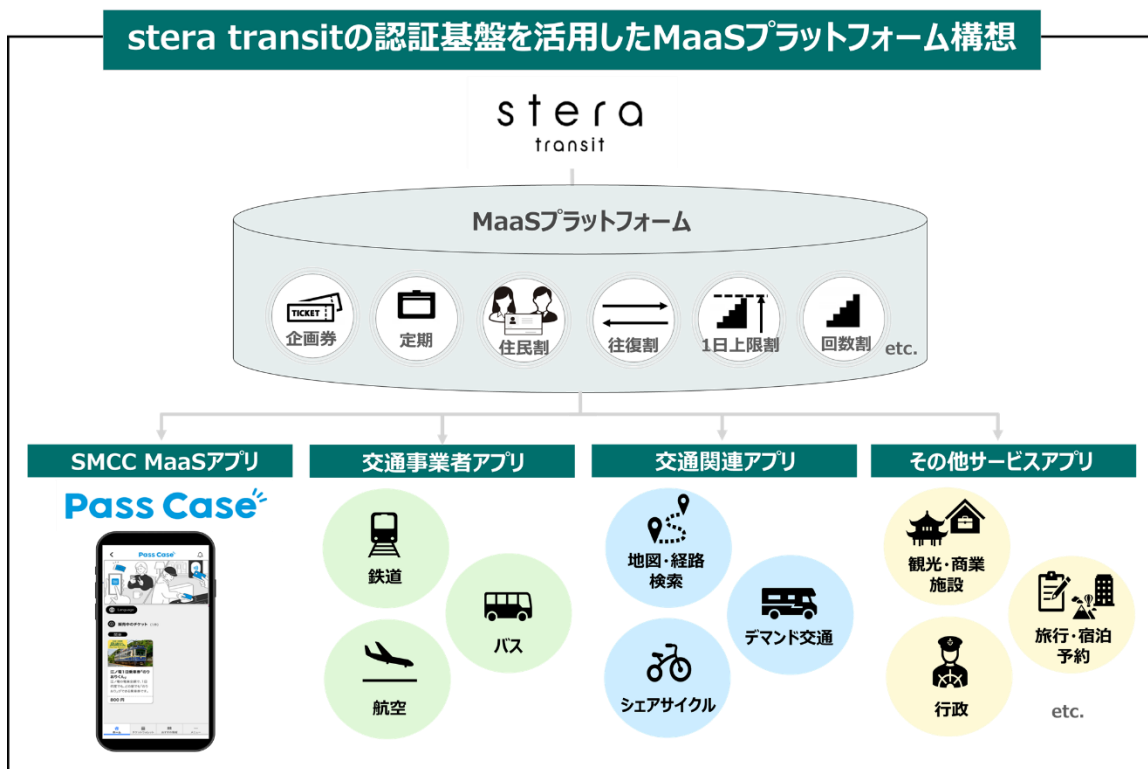 stera transitの認証基盤を活用したMaaSプラットフォーム構想
stera
transit
MaaSプラットフォーム
TICKET
企画券
定期
住民割
往復割
1日上限割
回数割
etc.
SMCC MaaSアプリ
交通事業者アプリ
交通関連アプリ
その他サービスアプリ
Pass Case
Pass Case
Language
800 円
鉄道
バス
航空
地図・経路
検索
デマンド交通
シェアサイクル
観光・商業
施設
旅行・宿泊
予約
行政
etc.